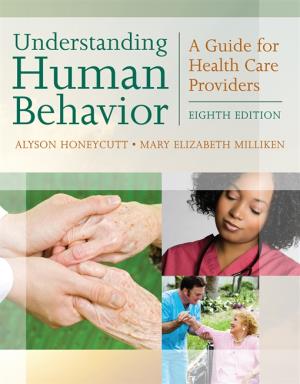 Understanding
Human
Behavior
A Guide for
Health Care
Providers
EIGHTH EDITION
ALYSON HONEYCUTT • MARY ELIZABETH MILLIKEN